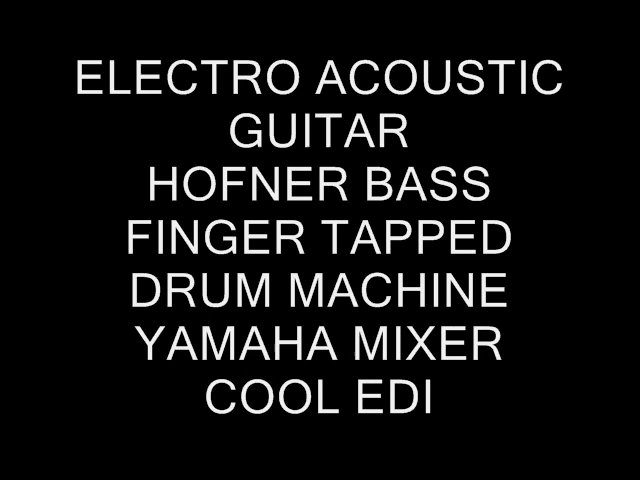 ELECTRO ACOUSTIC
GUITAR
HOFNER BASS
FINGER TAPPED
DRUM MACHINE
YAMAHA MIXER
COOL EDI